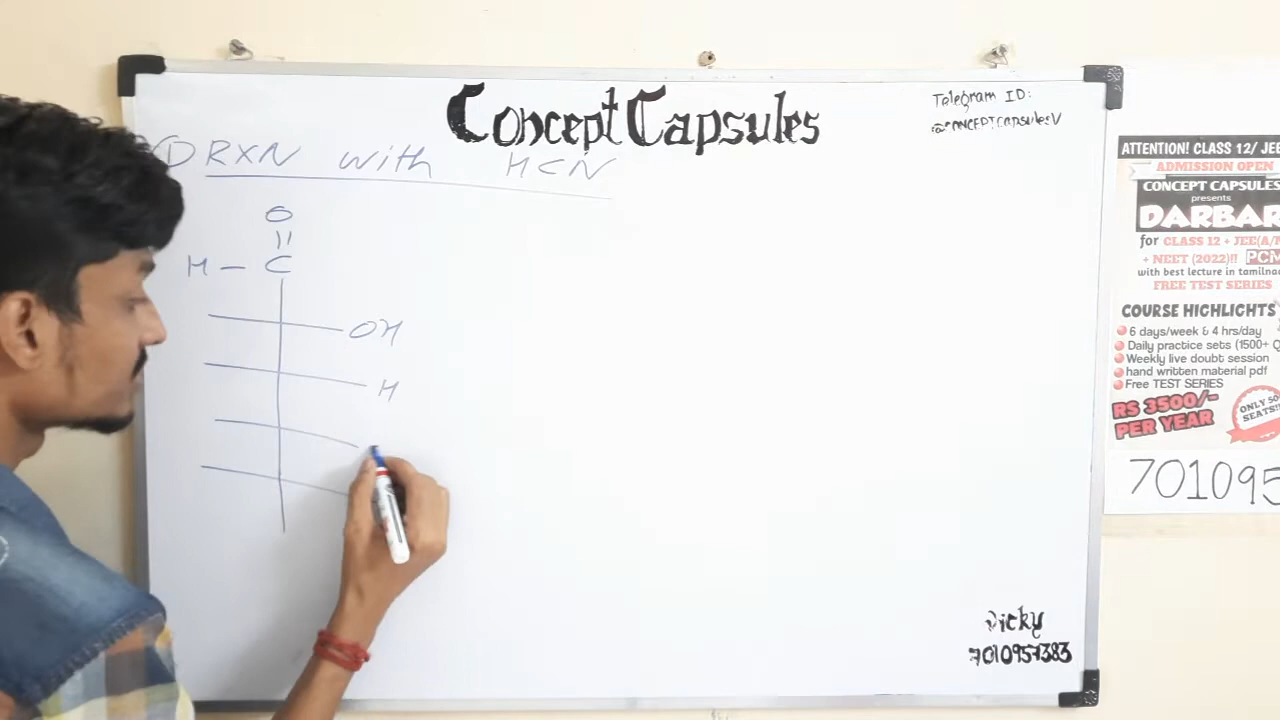 Concept Capsules
Telegram ID:
@CONCEPTCapsulesV
① RXN with HCN
O
H - C
OH
H
ATTENTION! CLASS 12/ JEE
ADMISSION OPEN
CONCEPT CAPSULES
presents
DARBAR
for CLASS 12 + JEE(A/
+ NEET (2022)!! PCM
with best lecture in tamilna
FREE TEST SERIES
COURSE HIGHLIGHTS
6 days/week & 4 hrs/day
Daily practice sets (1500+ Q
Weekly live doubt session
hand written material pdf
Free TEST SERIES
RS 3500/-
PER YEAR
ONLY 50
SEATS!!
701095
Vicky
7010957383